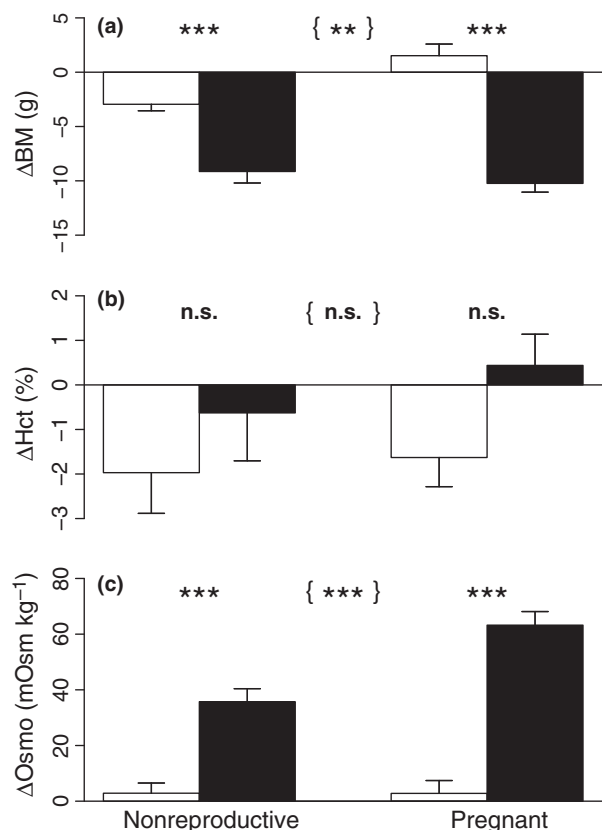 (a)
*** { ** } ***
ΔBM (g)
5
0
−5
−10
−15
(b)
n.s. { n.s. } n.s.
ΔHct (%)
2
1
0
−1
−2
−3
(c)
*** { *** } ***
ΔOsmo (mOsm kg⁻¹)
80
60
40
20
0
Nonreproductive Pregnant